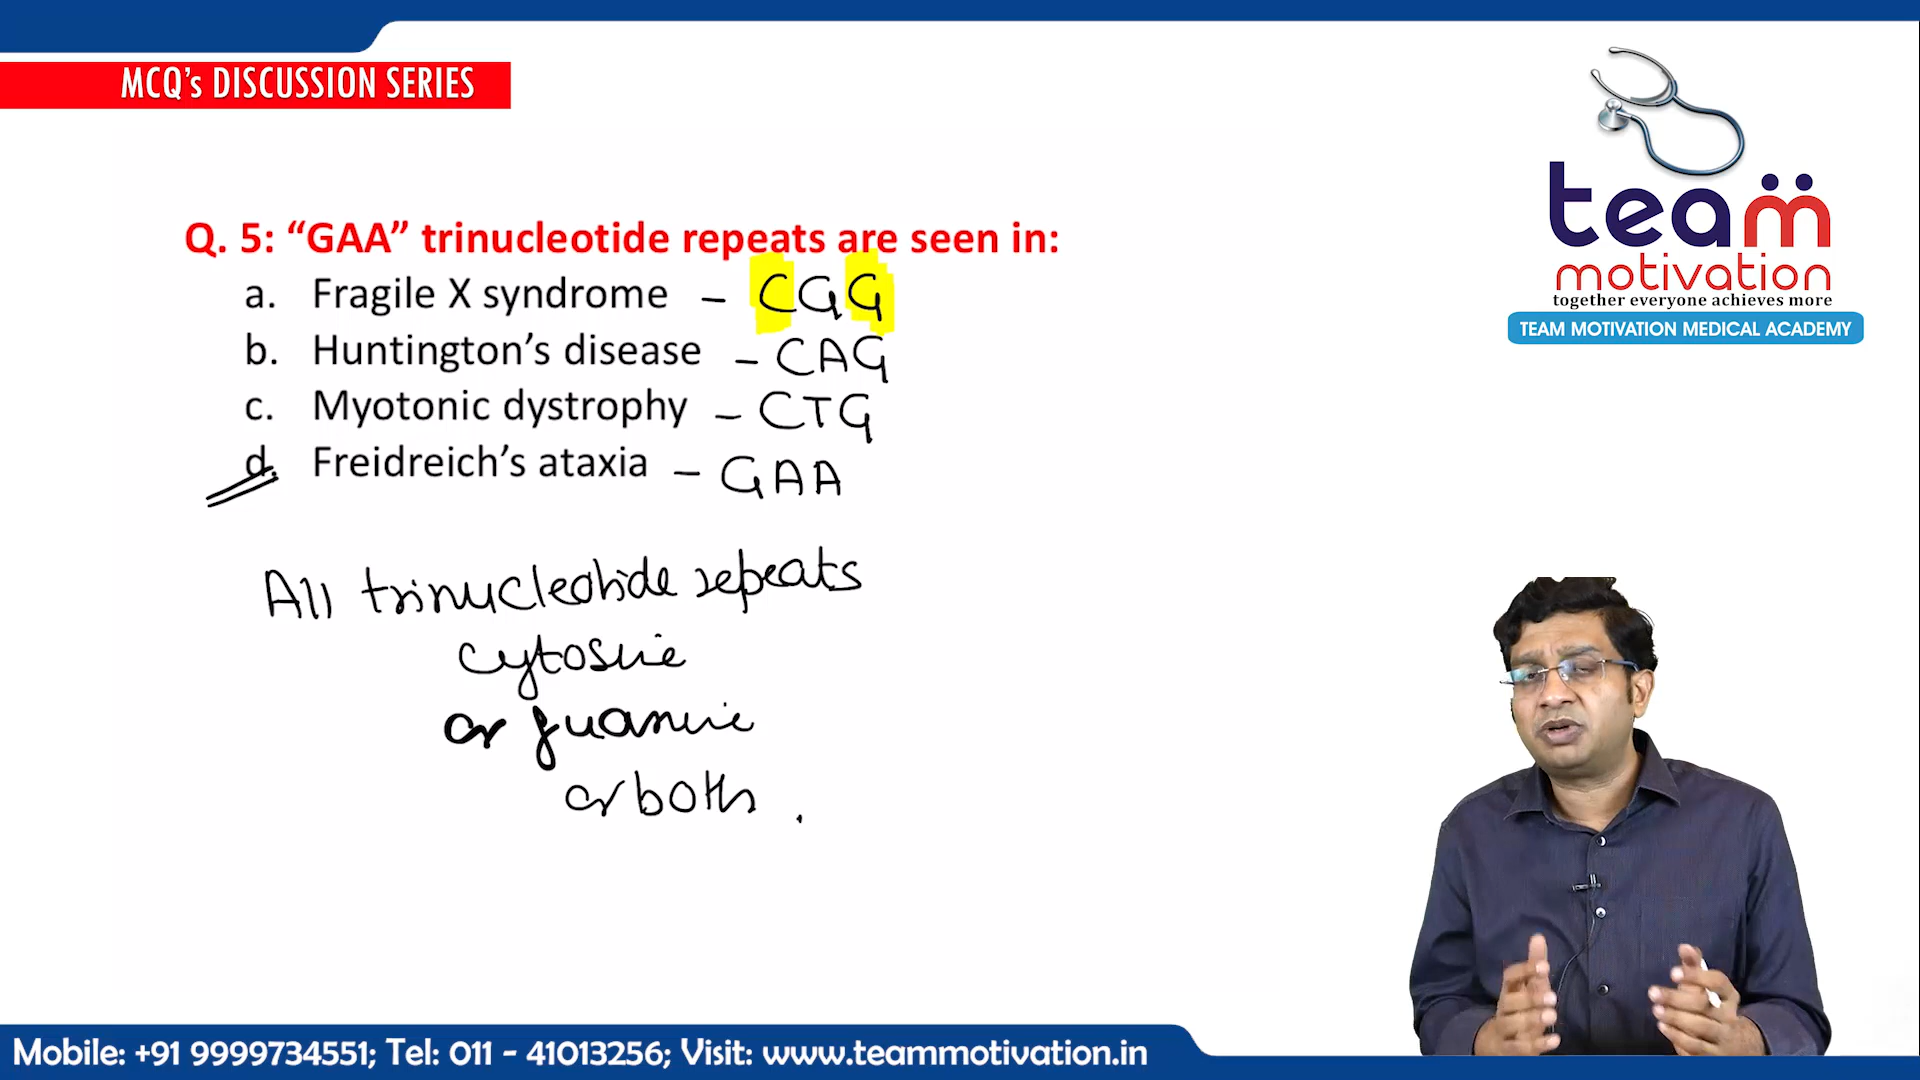 MCQ's DISCUSSION SERIES
team
motivation
together everyone achieves more
TEAM MOTIVATION MEDICAL ACADEMY
Q. 5: “GAA” trinucleotide repeats are seen in:
a. Fragile X syndrome – CGG
b. Huntington’s disease – CAG
c. Myotonic dystrophy – CTG
d. Freidreich’s ataxia – GAA
All trinucleotide repeats
cytosine
or guanine
or both .
Mobile: +91 9999734551; Tel: 011 - 41013256; Visit: www.teammotivation.in